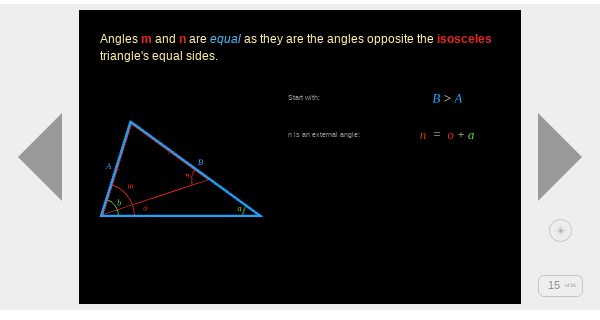 Angles m and n are equal as they are the angles opposite the isosceles
triangle's equal sides.
Start with: B > A
n is an external angle: n = o + a
A
B
n
m
b
o
a
15 of 36